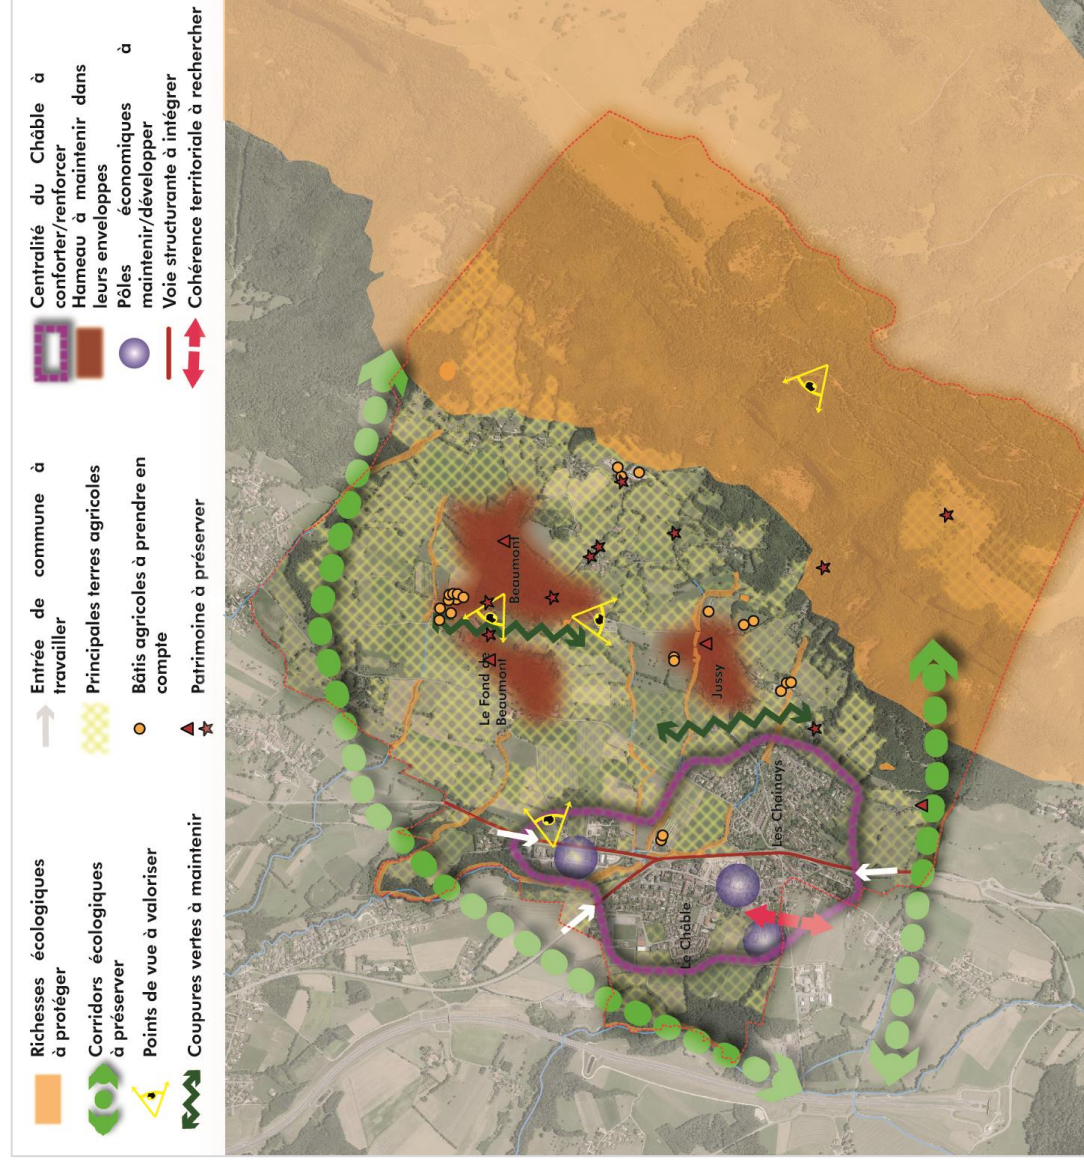 Richesses écologiques
à protéger
Corridors écologiques
à préserver
Points de vue à valoriser
Coupures vertes à maintenir
Entrée de commune à
travailler
Principales terres agricoles
Bâtis agricoles à prendre en
compte
Patrimoine à préserver
Centralité du Châble à
conforter/renforcer
Hameau à maintenir dans
leurs enveloppes
Pôles économiques à
maintenir/développer
Voie structurante à intégrer
Cohérence territoriale à rechercher
Le Châble
Les Chainays
Le Fond de
Beaumont
Beaumont
Jussy